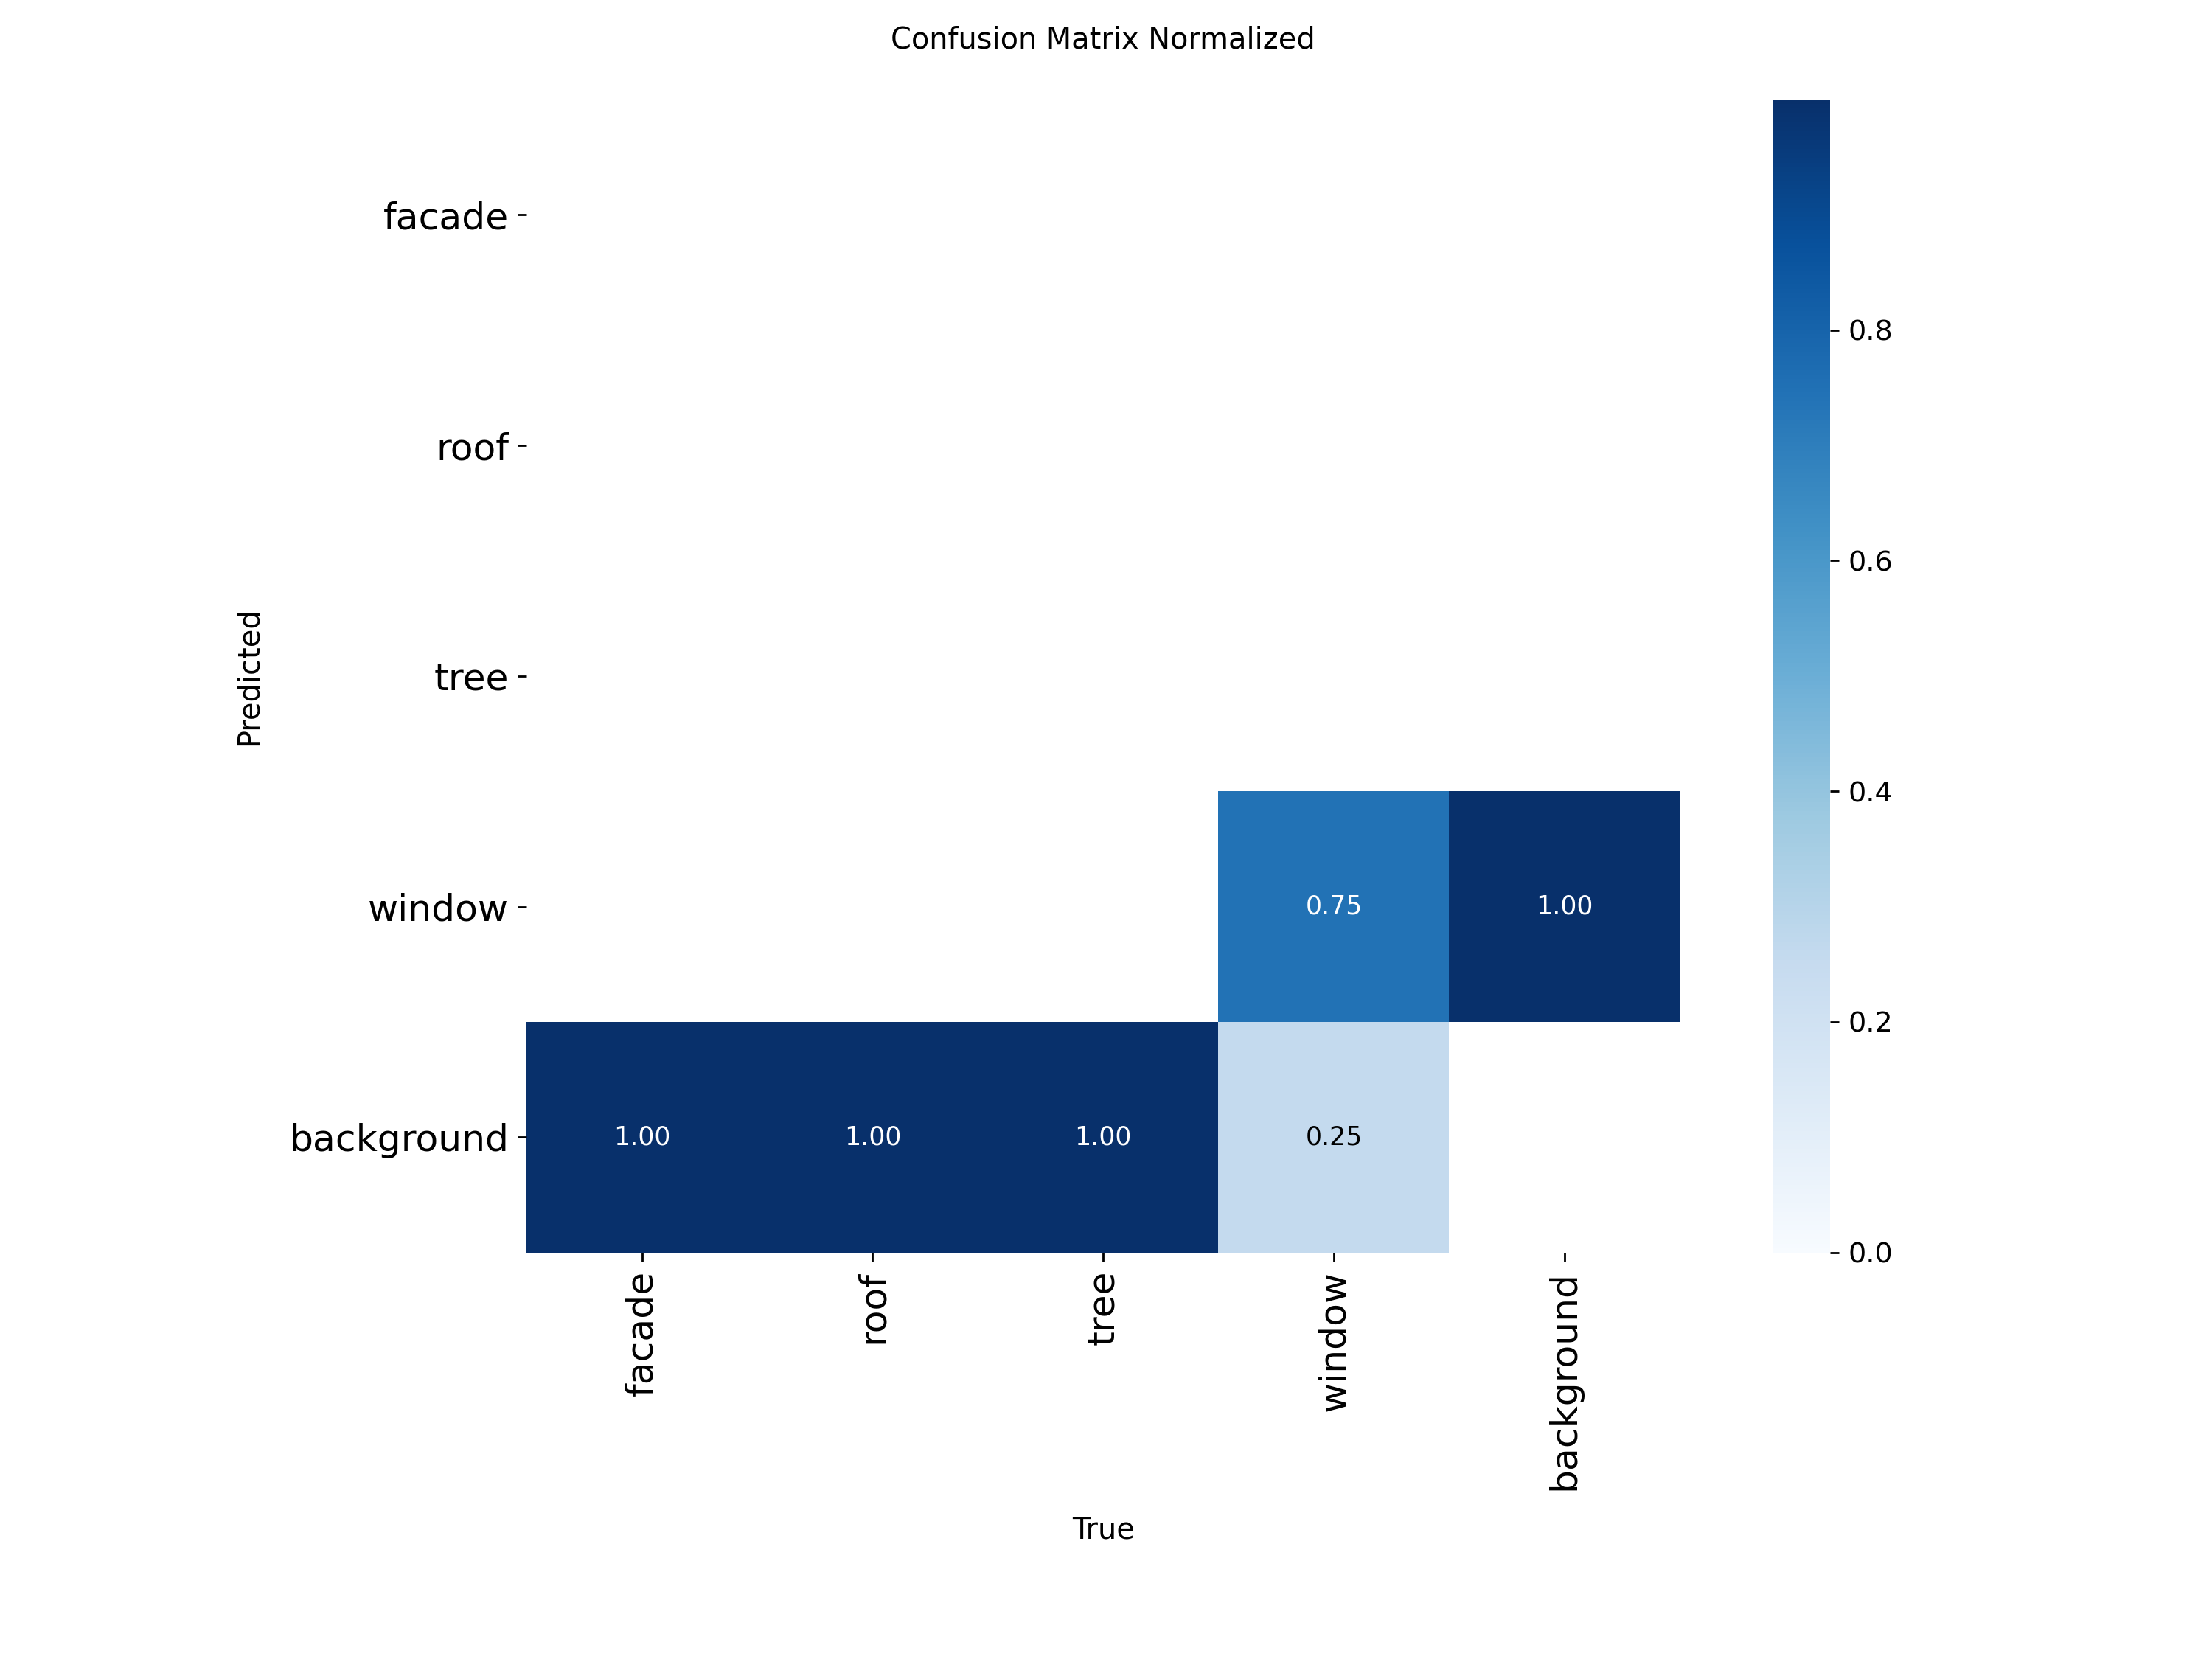 Confusion Matrix Normalized
facade
roof
tree
window
background
Predicted
0.75
1.00
1.00
1.00
1.00
0.25
facade
roof
tree
window
background
True
0.8
0.6
0.4
0.2
0.0